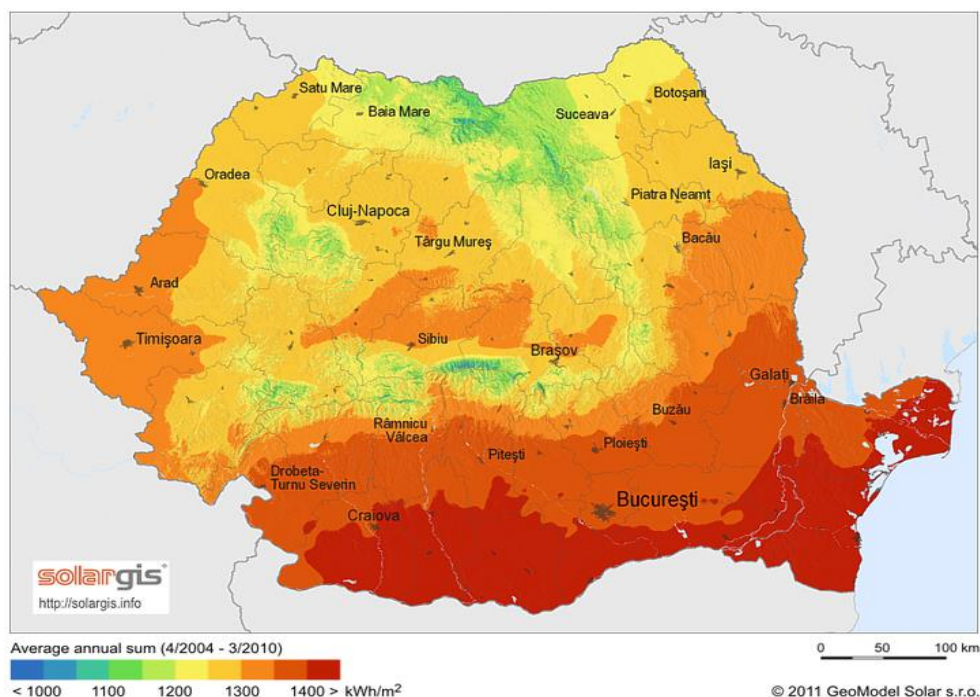 Satu Mare
Baia Mare
Botoşani
Suceava
Iaşi
Oradea
Piatra Neamţ
Cluj-Napoca
Târgu Mureş
Bacău
Arad
Timişoara
Sibiu
Braşov
Galaţi
Brăila
Buzău
Râmnicu
Vâlcea
Ploieşti
Piteşti
Drobeta-
Turnu Severin
Bucureşti
Craiova
solargis
http://solargis.info
Average annual sum (4/2004 - 3/2010)
< 1000 1100 1200 1300 1400 > kWh/m²
0 50 100 km
© 2011 GeoModel Solar s.r.o.